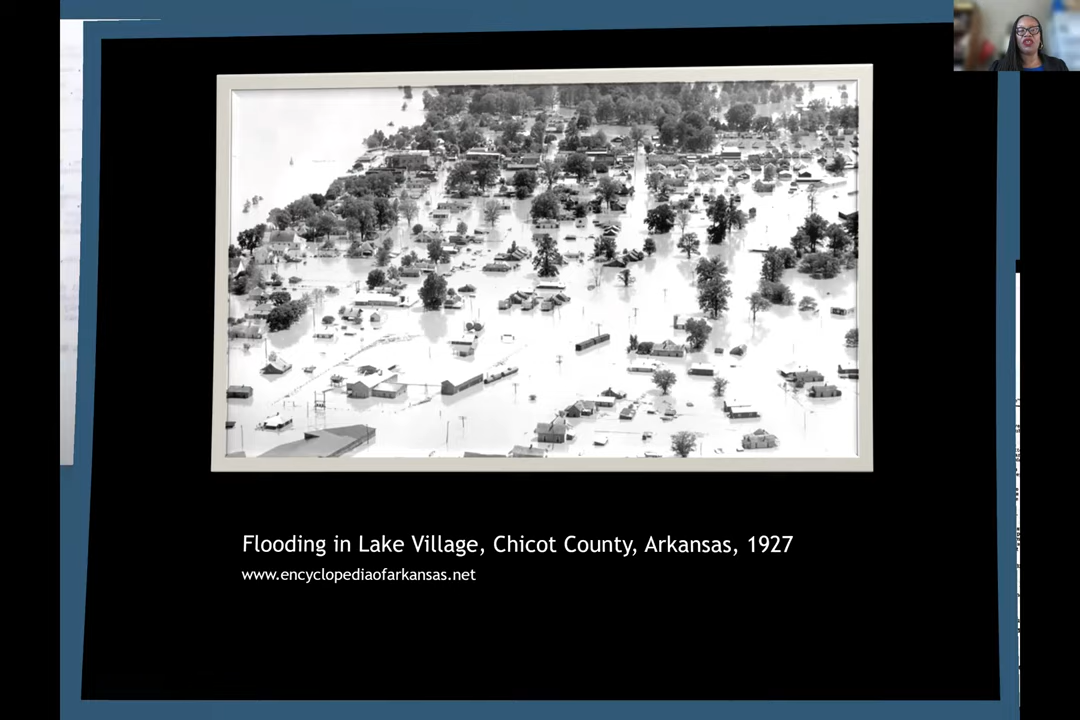 Flooding in Lake Village, Chicot County, Arkansas, 1927
www.encyclopediaofarkansas.net